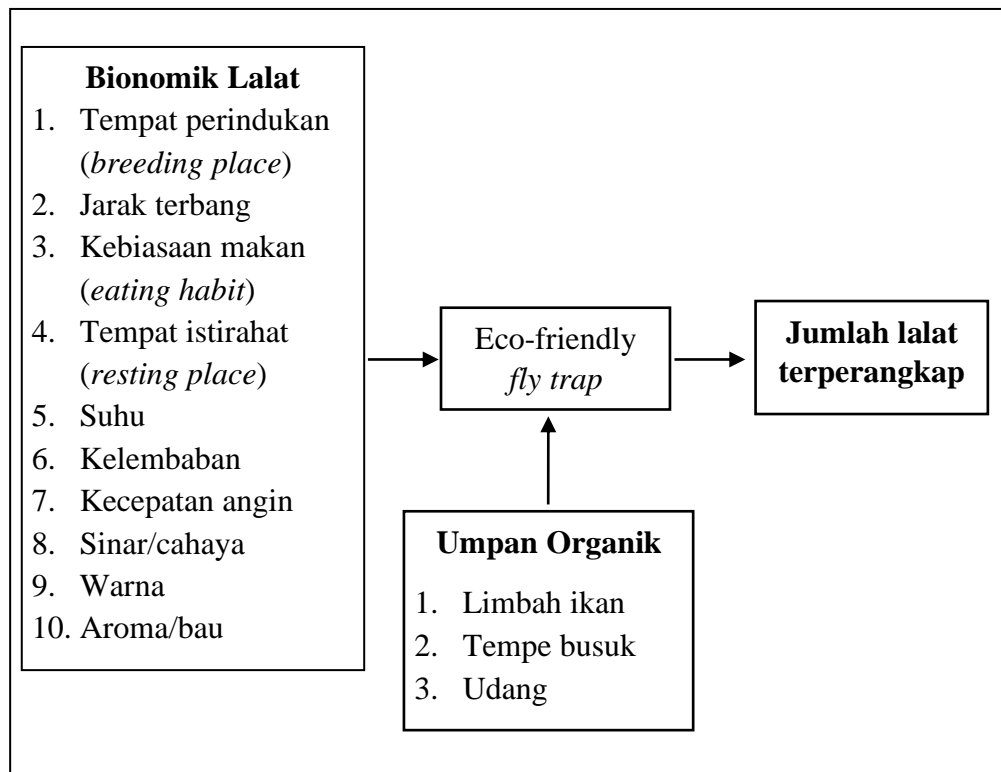 Bionomik Lalat
1. Tempat perindukan
(breeding place)
2. Jarak terbang
3. Kebiasaan makan
(eating habit)
4. Tempat istirahat
(resting place)
5. Suhu
6. Kelembaban
7. Kecepatan angin
8. Sinar/cahaya
9. Warna
10. Aroma/bau
Eco-friendly
fly trap
Jumlah lalat
terperangkap
Umpan Organik
1. Limbah ikan
2. Tempe busuk
3. Udang